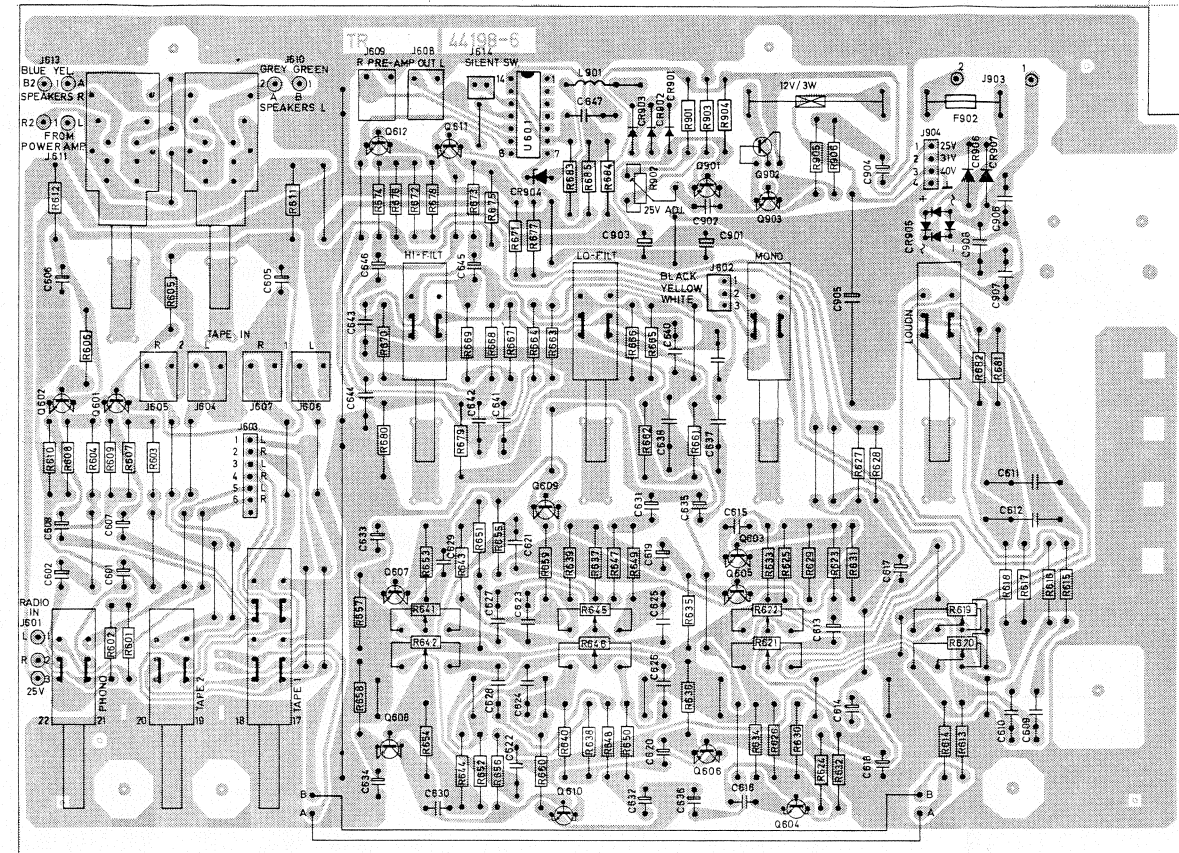 TR 44198-6
J613
BLUE YEL.
B2 1 A
SPEAKERS R
R2 1 L
FROM
POWER AMP
J611
J610
GREY GREEN
2 1
A B
SPEAKERS L
J609 J608 J614
R PRE-AMP OUT L SILENT SW
14 1
U601
8 7
L901
C647
CR903
CR902
CR901
R901
R903
R904
12V/3W
2 1
J903
F902
J904
1 25V
2 31V
3 40V
4
CR906
CR907
Q612
Q611
Q901
Q902
Q903
R905
R906
C904
R612
R611
R674
R676
R672
R678
R673
R675
CR904
R683
R685
R684
R902
25V ADJ.
C902
R671
R677
C903
C901
CR905
C906
C908
C907
C606
R605
C605
C646
HI-FILT
C645
LO-FILT
BLACK
YELLOW
WHITE
J602
1
2
3
MONO
C905
LOUDN.
R606
TAPE IN
R 2 L R 1 L
J605 J604 J607 J606
C643
R670
R669
R668
R667
R664
R663
R666
R665
C640
R682
R681
Q602
Q601
C644
C642
C641
J603
1 L
2 R
3 L
4 R
5 L
6 R
R610
R608
R604
R609
R607
R603
R680
R679
R662
C638
R661
C637
R627
R628
C611
C612
Q609
C631
C635
C615
C608
C607
C633
R653
C629
R643
R651
R655
C621
R659
R639
R637
R647
R649
C619
Q603
Q605
R633
R625
R629
R623
R631
C617
C602
C601
Q607
R618
R617
R616
R615
RADIO
IN
J601
L 1
R 2
3
25V
R602
R601
PHONO
TAPE 2
TAPE 1
22 21 20 19 18 17
R657
R641
R642
C627
C623
R645
R646
C625
R635
R622
R621
C613
R619
R620
R658
C628
C624
C626
R636
C614
C610
C609
Q608
R654
R644
R652
R656
C622
R660
R640
R638
R648
R650
C620
Q606
R634
R626
R630
R624
R632
C618
R614
R613
C634
C630
Q610
C632
C636
C616
Q604
B B
A A